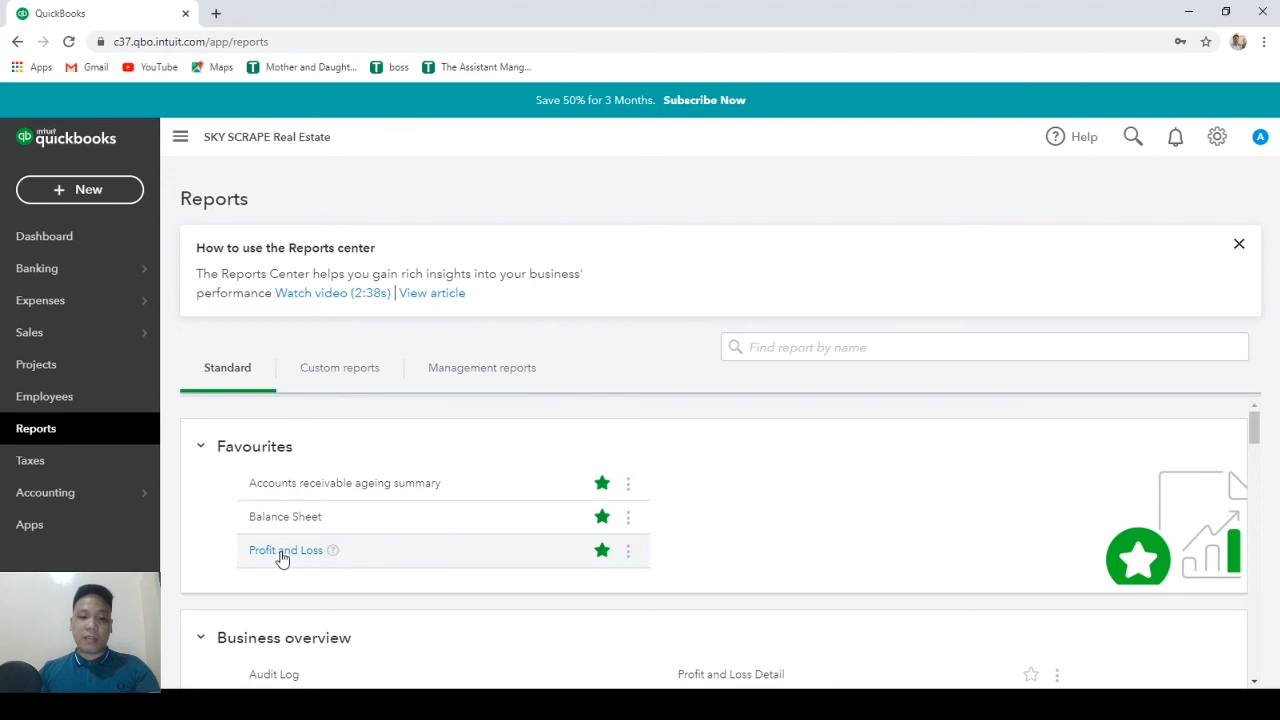 QuickBooks
c37.qbo.intuit.com/app/reports
Apps Gmail YouTube Maps Mother and Daught... boss The Assistant Mang...
Save 50% for 3 Months. Subscribe Now
qb intuit quickbooks
SKY SCRAPE Real Estate
Help
A
+ New
Dashboard
Banking
Expenses
Sales
Projects
Employees
Reports
Taxes
Accounting
Apps
Reports
How to use the Reports center
The Reports Center helps you gain rich insights into your business'
performance Watch video (2:38s) | View article
Find report by name
Standard Custom reports Management reports
Favourites
Accounts receivable ageing summary
Balance Sheet
Profit and Loss
Business overview
Audit Log Profit and Loss Detail